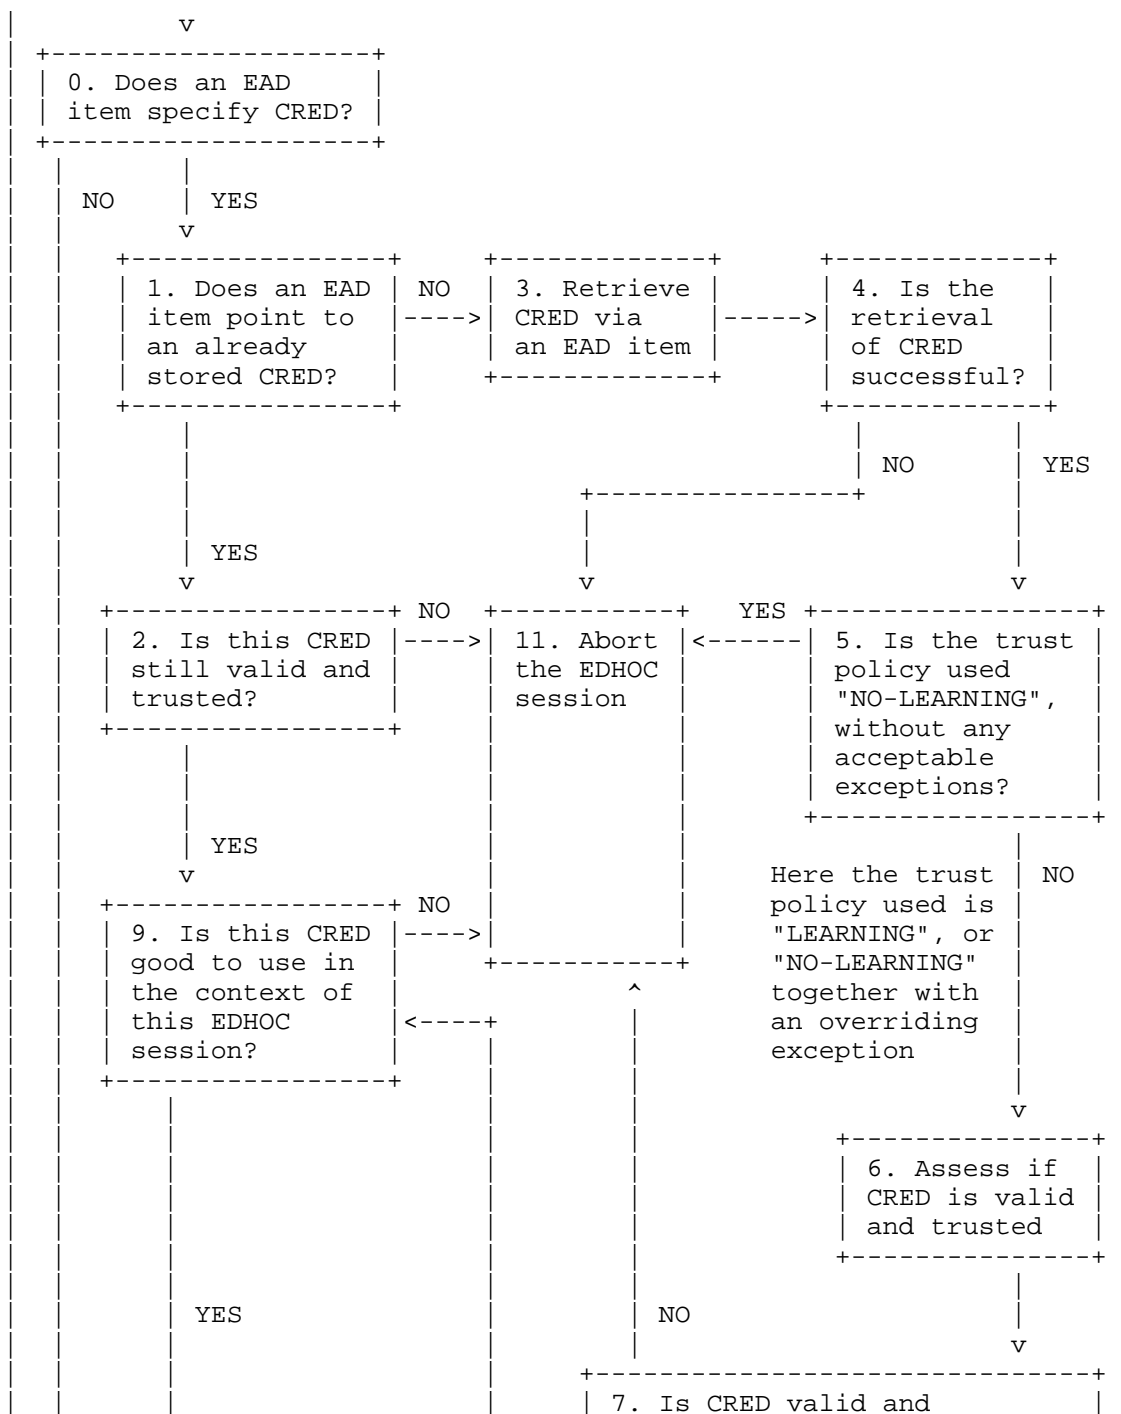 v
0. Does an EAD
item specify CRED?
NO YES
v
1. Does an EAD NO 3. Retrieve 4. Is the
item point to ----> CRED via -----> retrieval
an already an EAD item of CRED
stored CRED? successful?
NO YES
YES
v v v
NO YES
2. Is this CRED ----> 11. Abort <------ 5. Is the trust
still valid and the EDHOC policy used
trusted? session "NO-LEARNING",
without any
acceptable
exceptions?
YES
v Here the trust NO
NO policy used is
9. Is this CRED ----> "LEARNING", or
good to use in "NO-LEARNING"
the context of ^ together with
this EDHOC <----+ an overriding
session? exception
v
6. Assess if
CRED is valid
and trusted
YES NO
v
7. Is CRED valid and